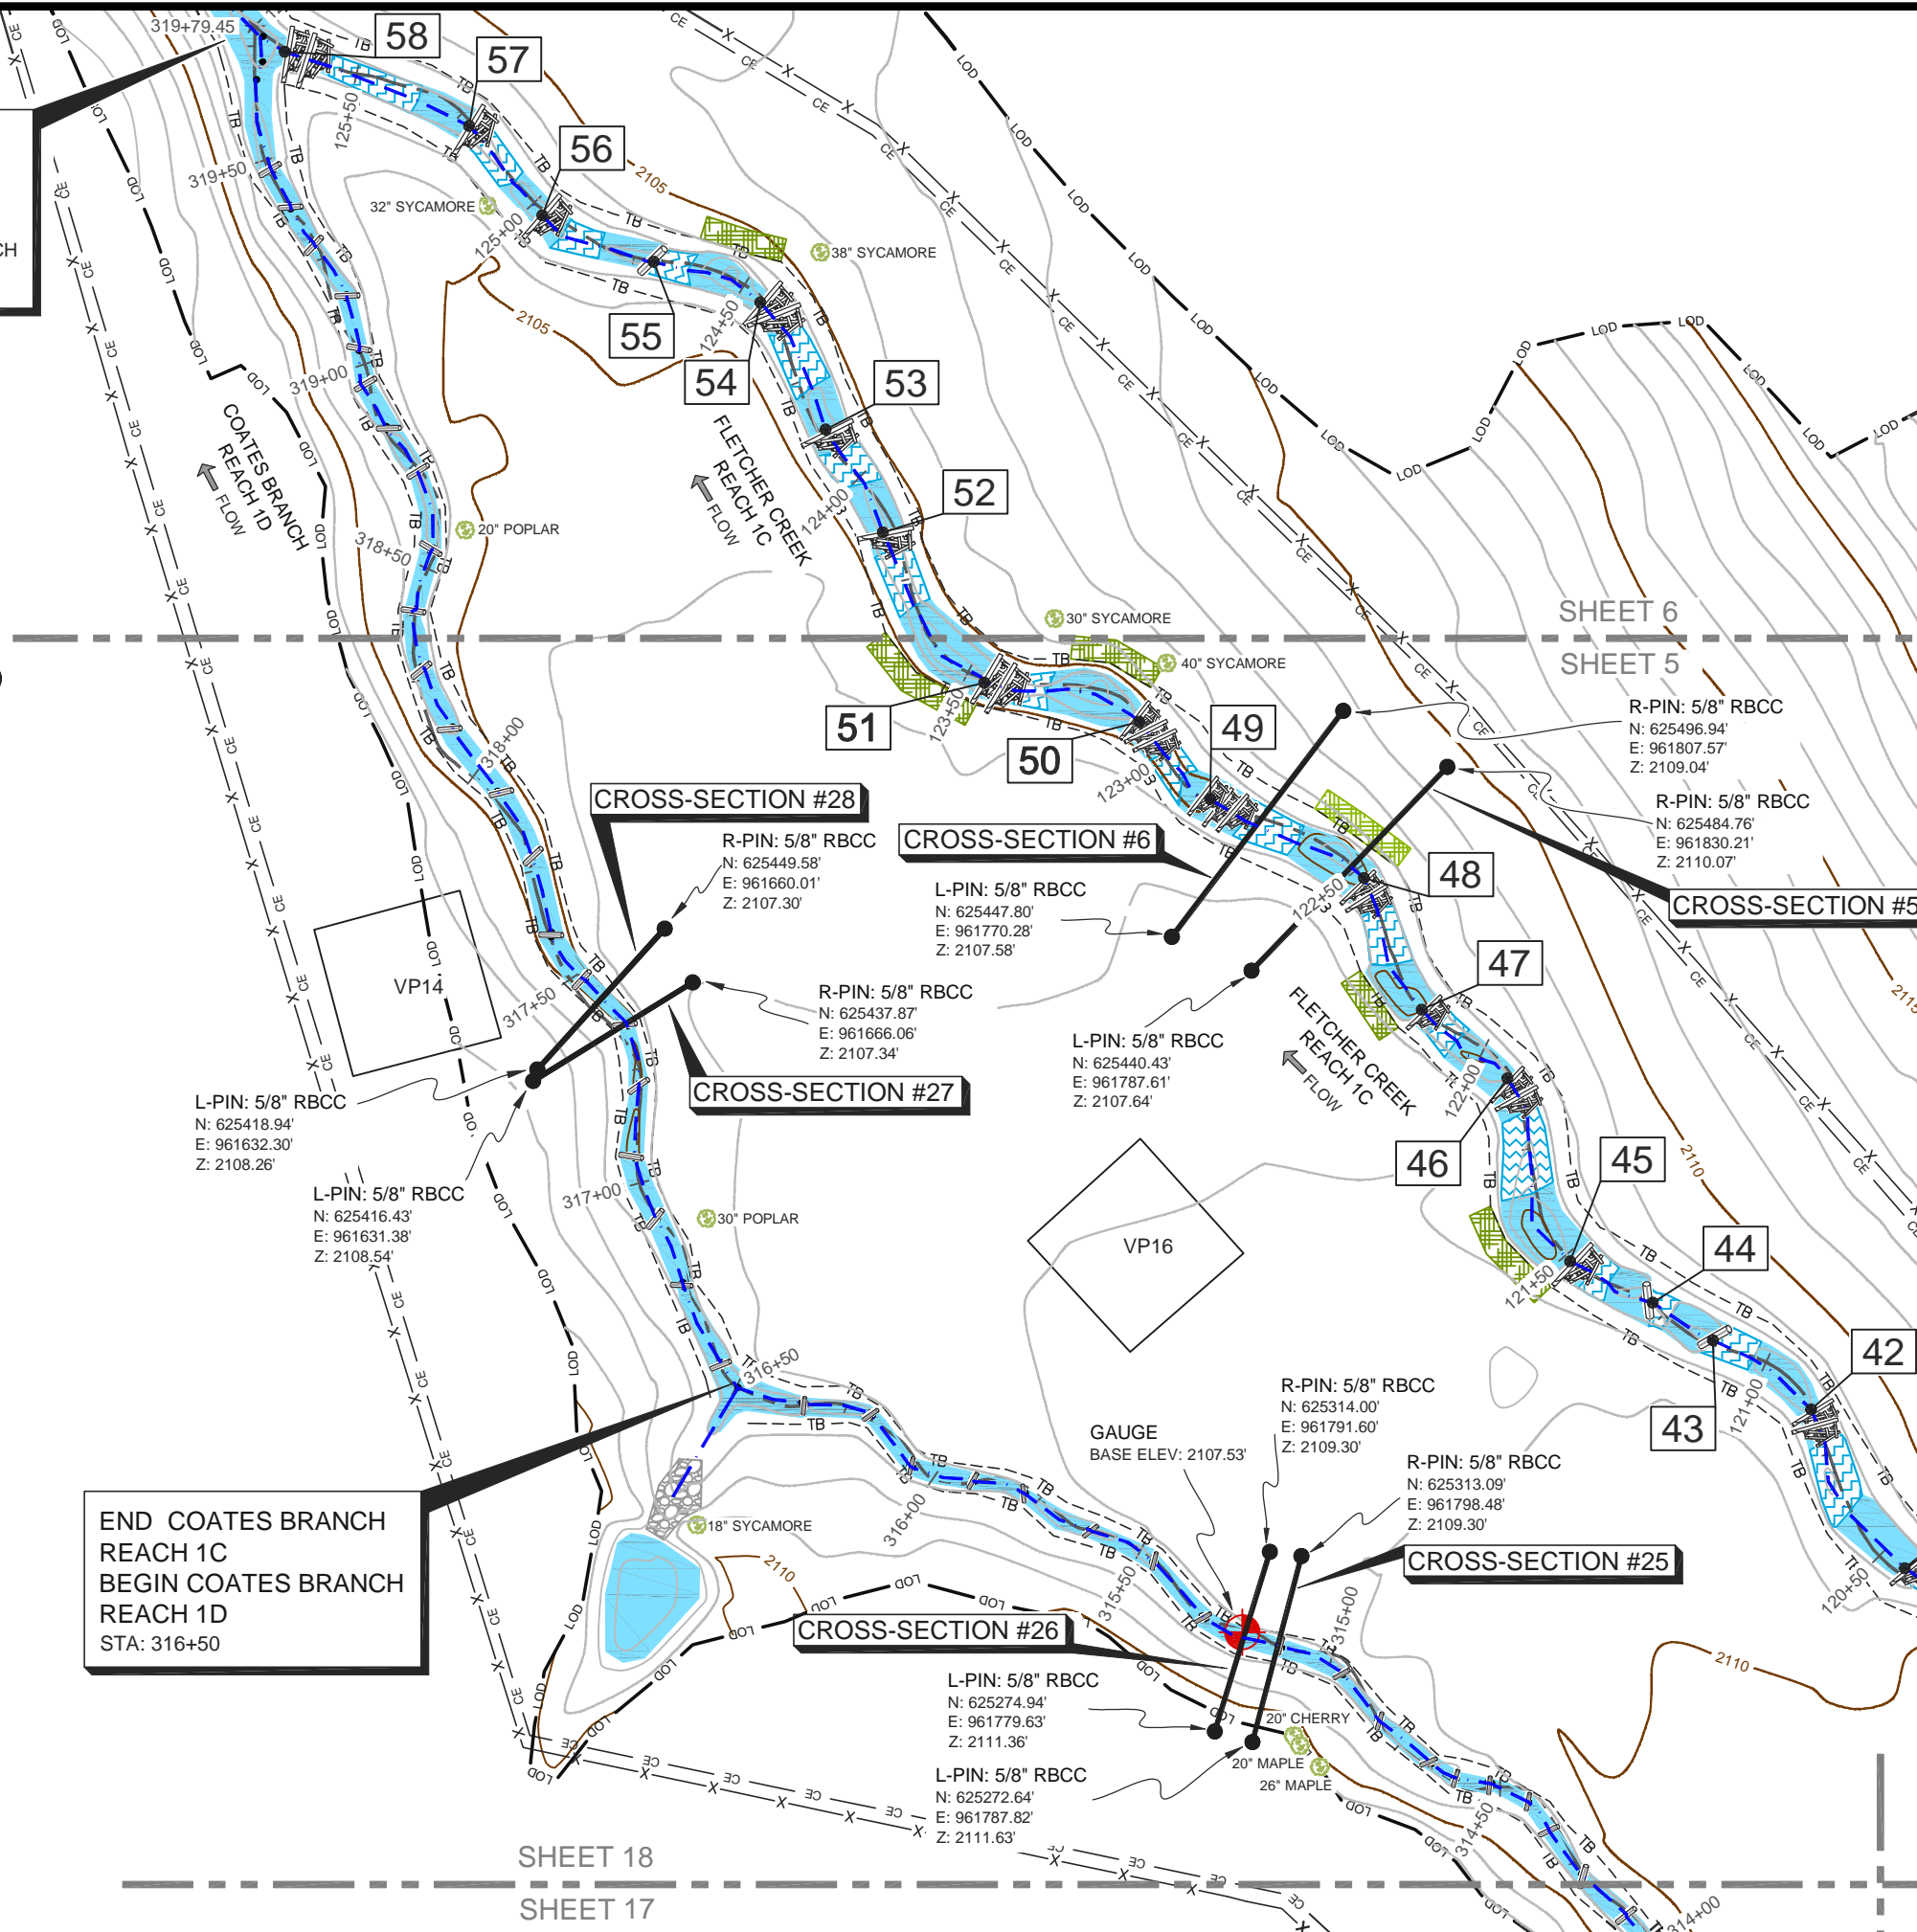 319+79.45
58
57
56
55
54
53
52
51
50
49
48
47
46
45
44
43
42
125+50
125+00
124+50
124+00
123+50
123+00
122+50
122+00
121+50
121+00
120+50
319+50
319+00
318+50
318+00
317+50
317+00
316+50
316+00
315+50
315+00
314+50
314+00
CH
32" SYCAMORE
38" SYCAMORE
2105
2105
COATES BRANCH
REACH 1D
FLOW
FLETCHER CREEK
REACH 1C
FLOW
20" POPLAR
30" SYCAMORE
40" SYCAMORE
SHEET 6
SHEET 5
R-PIN: 5/8" RBCC
N: 625496.94'
E: 961807.57'
Z: 2109.04'
R-PIN: 5/8" RBCC
N: 625484.76'
E: 961830.21'
Z: 2110.07'
CROSS-SECTION #5
CROSS-SECTION #28
R-PIN: 5/8" RBCC
N: 625449.58'
E: 961660.01'
Z: 2107.30'
CROSS-SECTION #6
L-PIN: 5/8" RBCC
N: 625447.80'
E: 961770.28'
Z: 2107.58'
VP14
R-PIN: 5/8" RBCC
N: 625437.87'
E: 961666.06'
Z: 2107.34'
CROSS-SECTION #27
L-PIN: 5/8" RBCC
N: 625440.43'
E: 961787.61'
Z: 2107.64'
FLETCHER CREEK
REACH 1C
FLOW
L-PIN: 5/8" RBCC
N: 625418.94'
E: 961632.30'
Z: 2108.26'
L-PIN: 5/8" RBCC
N: 625416.43'
E: 961631.38'
Z: 2108.54'
30" POPLAR
VP16
2110
2115
GAUGE
BASE ELEV: 2107.53'
R-PIN: 5/8" RBCC
N: 625314.00'
E: 961791.60'
Z: 2109.30'
R-PIN: 5/8" RBCC
N: 625313.09'
E: 961798.48'
Z: 2109.30'
CROSS-SECTION #25
END COATES BRANCH
REACH 1C
BEGIN COATES BRANCH
REACH 1D
STA: 316+50
18" SYCAMORE
2110
CROSS-SECTION #26
L-PIN: 5/8" RBCC
N: 625274.94'
E: 961779.63'
Z: 2111.36'
L-PIN: 5/8" RBCC
N: 625272.64'
E: 961787.82'
Z: 2111.63'
20" CHERRY
20" MAPLE
26" MAPLE
2110
SHEET 18
SHEET 17
TB
LOD
CE
X